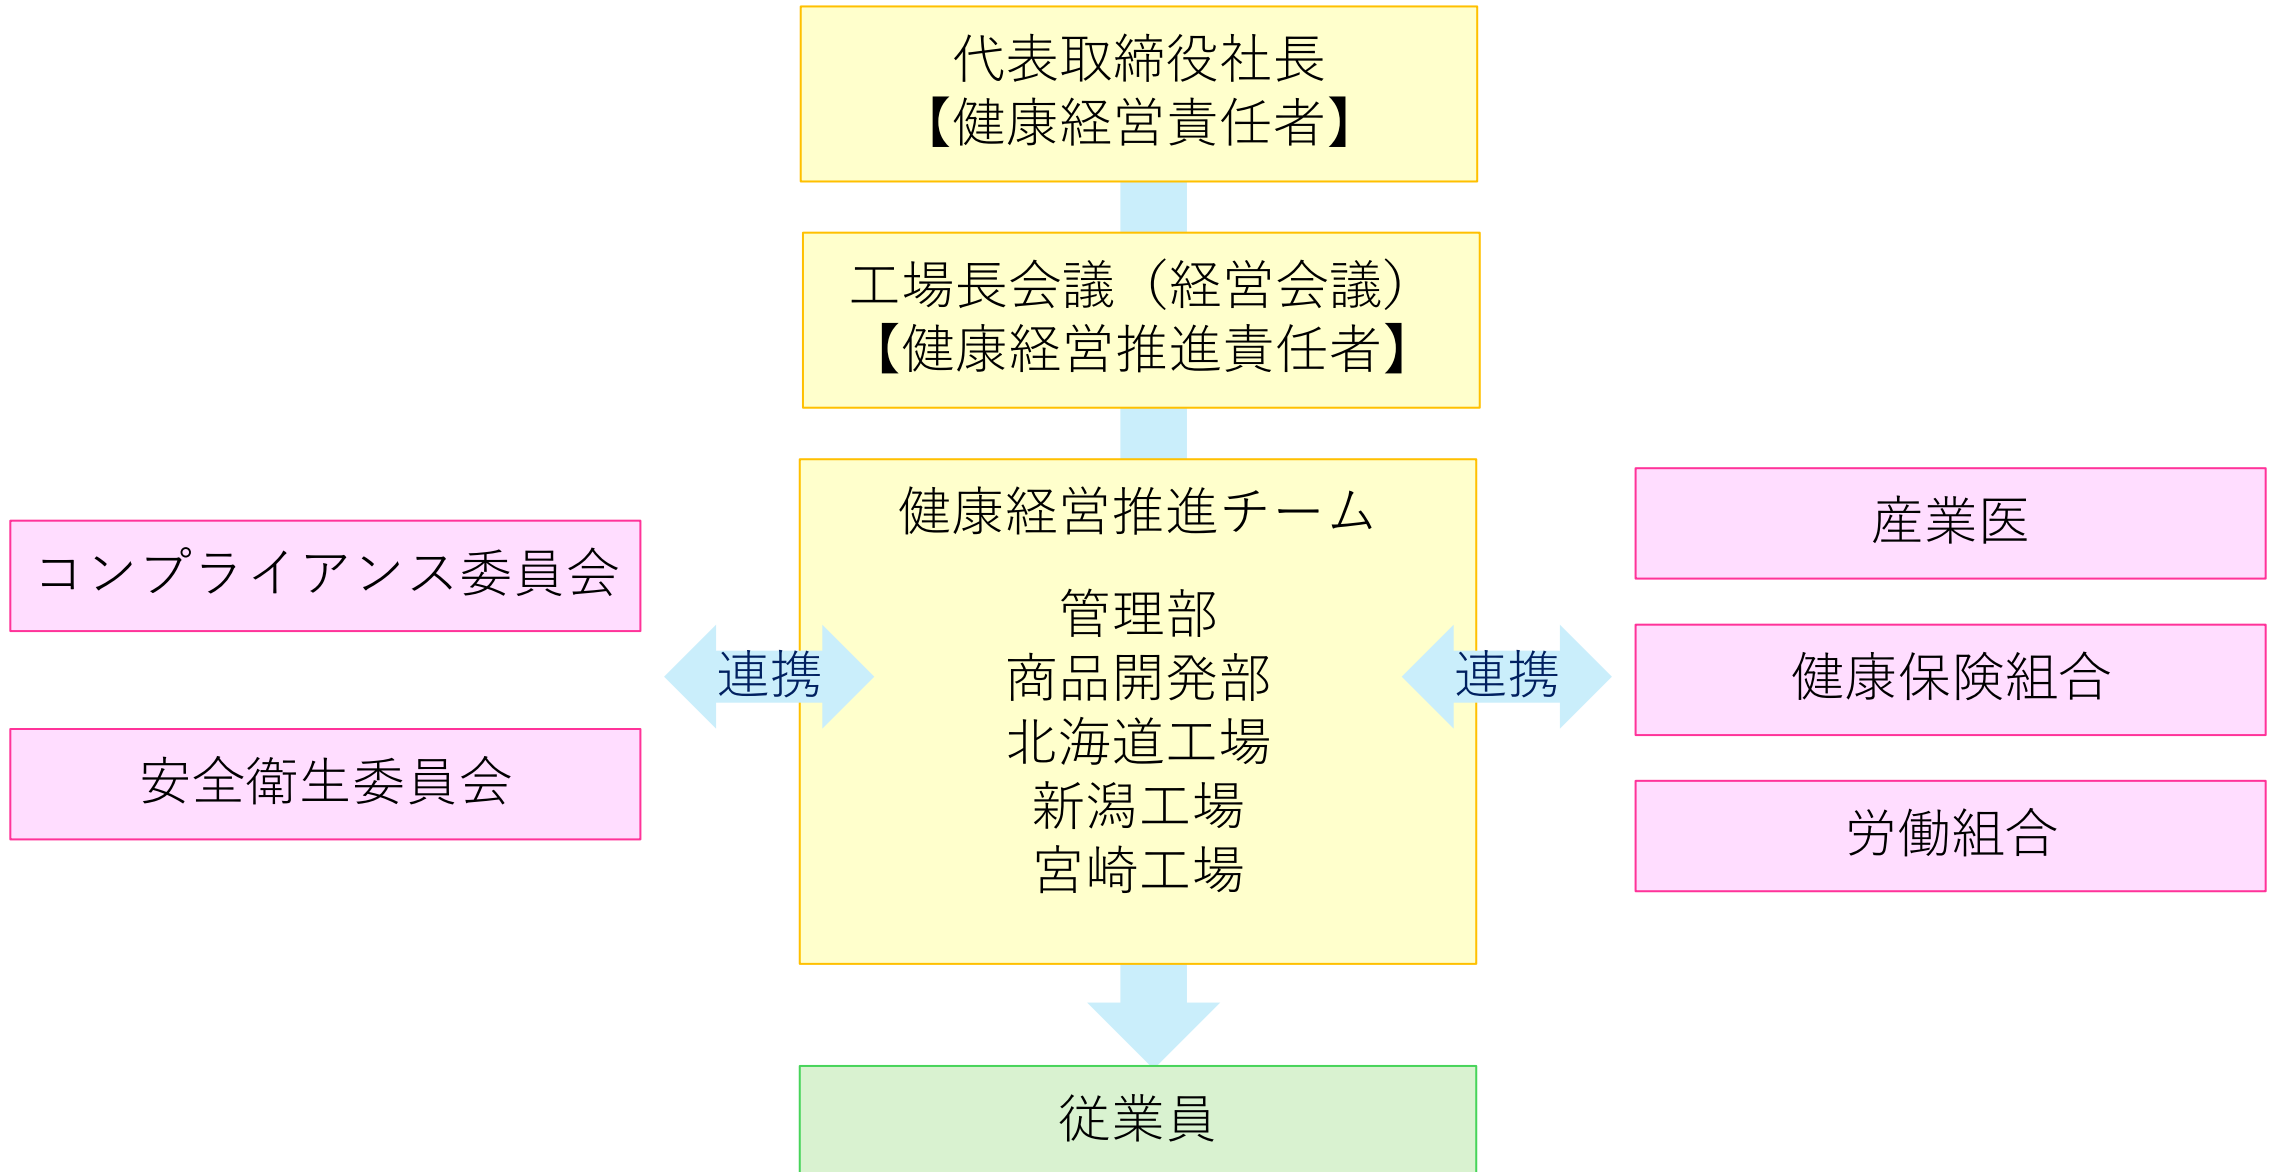 代表取締役社長
【健康経営責任者】
工場長会議（経営会議）
【健康経営推進責任者】
健康経営推進チーム
管理部
商品開発部
北海道工場
新潟工場
宮崎工場
コンプライアンス委員会
安全衛生委員会
連携
連携
産業医
健康保険組合
労働組合
従業員